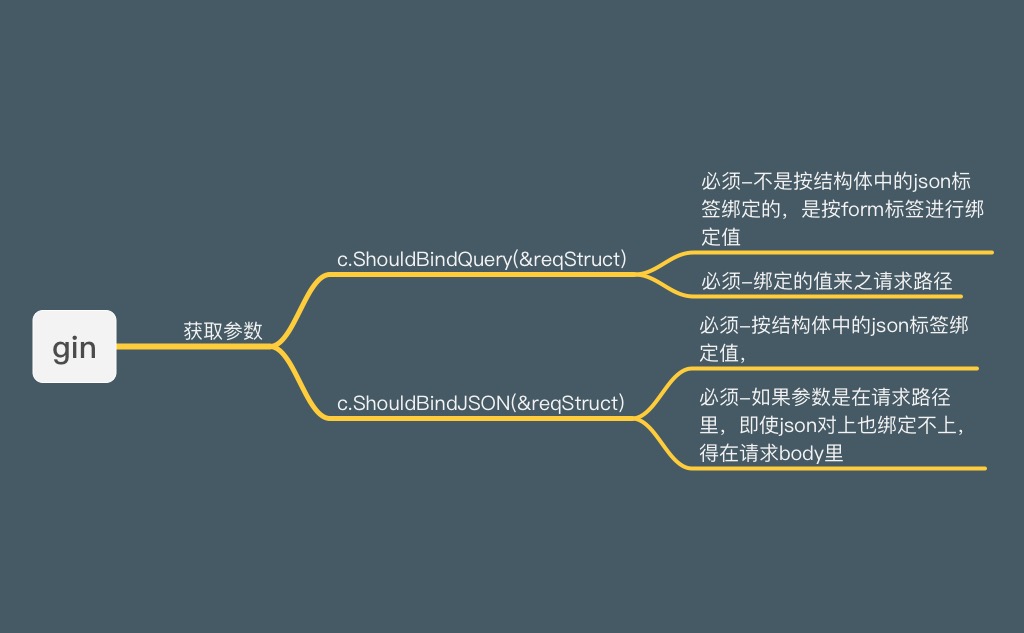 gin
获取参数
c.ShouldBindQuery(&reqStruct)
必须-不是按结构体中的json标
签绑定的，是按form标签进行绑
定值
必须-绑定的值来之请求路径
c.ShouldBindJSON(&reqStruct)
必须-按结构体中的json标签绑
定值，
必须-如果参数是在请求路径
里，即使json对上也绑定不上，
得在请求body里